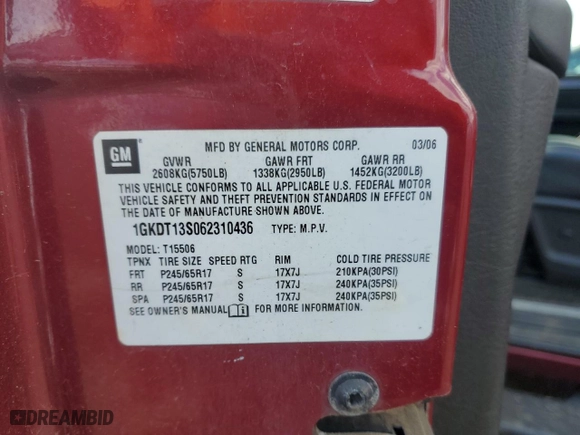 GM
MFD BY GENERAL MOTORS CORP. 03/06
GVWR GAWR FRT GAWR RR
2608KG(5750LB) 1338KG(2950LB) 1452KG(3200LB)
THIS VEHICLE CONFORMS TO ALL APPLICABLE U.S. FEDERAL MOTOR
VEHICLE SAFETY AND THEFT PREVENTION STANDARDS IN EFFECT ON
THE DATE OF MANUFACTURE SHOWN ABOVE.
1GKDT13S062310436 TYPE: M.P.V.
MODEL: T15506
TPNX TIRE SIZE SPEED RTG RIM COLD TIRE PRESSURE
FRT P245/65R17 S 17X7J 210KPA(30PSI)
RR P245/65R17 S 17X7J 240KPA(35PSI)
SPA P245/65R17 S 17X7J 240KPA(35PSI)
SEE OWNER'S MANUAL FOR MORE INFORMATION.
DREAMBID